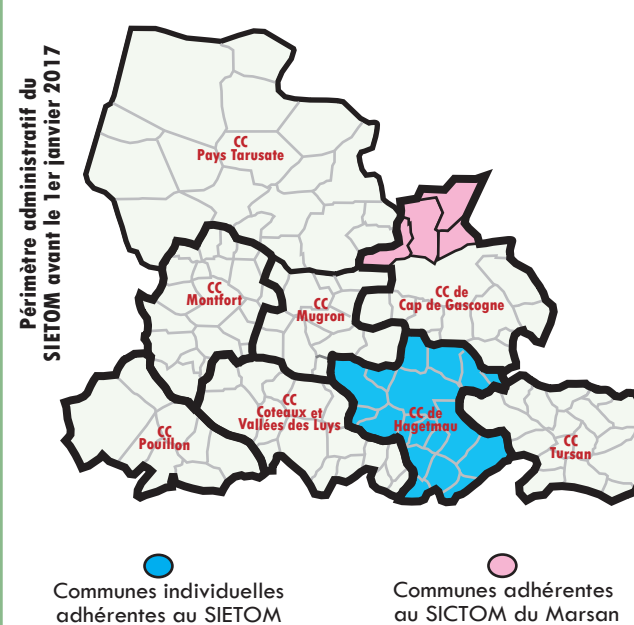 Périmètre administratif du
SIETOM avant le 1er janvier 2017
CC
Pays Tarusate
CC
Montfort
CC
Mugron
CC de
Cap de Gascogne
CC
Pouillon
CC
Coteaux et
Vallées des Luys
CC de
Hagetmau
CC
Tursan
Communes individuelles
adhérentes au SIETOM
Communes adhérentes
au SICTOM du Marsan